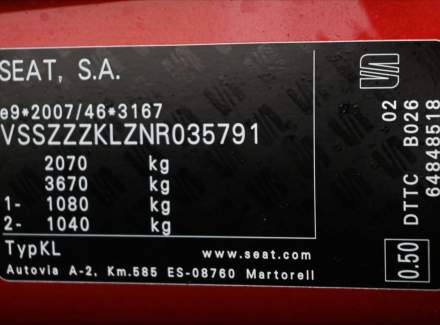 SEAT, S.A.
e9*2007/46*3167
VSSZZZKLZNR035791
2070 kg
3670 kg
1- 1080 kg
2- 1040 kg
TypKL www.seat.com
Autovia A-2, Km.585 ES-08760 Martorell
02
0.50 DTTC B026
64848518